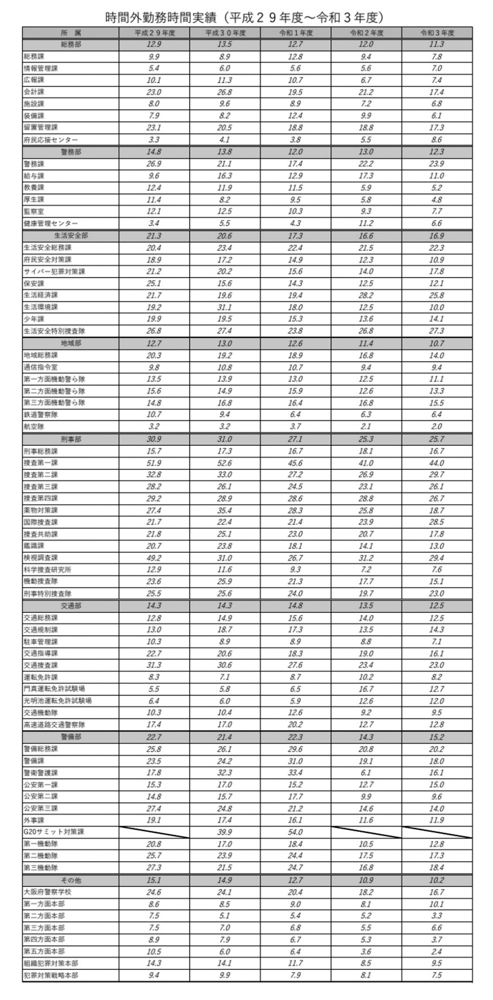 時間外勤務時間実績（平成２９年度～令和３年度）
所　属 平成２９年度 平成３０年度 令和１年度 令和２年度 令和３年度
総務部 12.9 13.5 12.7 12.0 11.3
総務課 9.9 8.9 12.8 9.4 7.8
情報管理課 5.4 6.0 5.6 5.6 7.0
広報課 10.1 11.3 10.7 6.7 7.4
会計課 23.0 26.8 19.5 21.2 17.4
施設課 8.0 9.6 8.9 7.2 6.8
装備課 7.9 8.2 12.4 9.9 6.1
留置管理課 23.1 20.5 18.8 18.8 17.3
府民応接センター 3.3 4.1 3.8 5.5 8.6
警務部 14.8 13.8 12.0 13.0 12.3
警務課 26.9 21.1 17.4 22.2 23.9
給与課 9.6 16.3 12.9 17.3 11.0
教養課 12.4 11.9 11.5 5.9 5.2
厚生課 11.4 8.2 9.5 5.8 4.8
監察室 12.1 12.5 10.3 9.3 7.7
健康管理センター 3.4 5.5 4.3 11.2 6.6
生活安全部 21.3 20.6 17.3 16.6 16.9
生活安全総務課 20.4 23.4 22.4 21.5 22.3
府民安全対策課 18.9 17.2 14.9 12.3 10.9
サイバー犯罪対策課 21.2 20.2 15.6 14.0 17.8
保安課 25.1 15.6 14.3 12.5 12.1
生活経済課 21.7 19.6 19.4 28.2 25.8
生活環境課 19.2 31.1 18.0 12.5 10.0
少年課 19.9 19.5 15.3 13.6 14.1
生活安全特別捜査隊 26.8 27.4 23.8 26.8 27.3
地域部 12.7 13.0 12.6 11.4 10.7
地域総務課 20.3 19.2 18.9 16.8 14.0
通信指令室 9.8 10.8 10.7 9.4 9.4
第一方面機動警ら隊 13.5 13.9 13.0 12.5 11.1
第二方面機動警ら隊 15.6 14.9 15.9 12.6 13.3
第三方面機動警ら隊 14.8 16.8 16.4 16.8 15.5
鉄道警察隊 10.7 9.4 6.4 6.3 6.4
航空隊 3.2 3.2 3.7 2.1 2.0
刑事部 30.9 31.0 27.1 25.3 25.7
刑事総務課 15.7 17.3 16.7 18.1 16.7
捜査第一課 51.9 52.6 45.6 41.0 44.0
捜査第二課 32.8 33.0 27.2 26.9 29.7
捜査第三課 28.2 26.1 24.5 23.1 26.1
捜査第四課 29.2 28.9 28.6 28.8 26.7
薬物対策課 27.4 35.4 28.3 25.8 18.7
国際捜査課 21.7 22.4 21.4 23.9 28.5
捜査共助課 21.8 25.1 23.0 20.7 17.8
鑑識課 20.7 23.8 18.1 14.1 13.0
検視調査課 49.2 31.0 26.7 31.2 29.4
科学捜査研究所 12.9 11.6 9.3 7.2 7.6
機動捜査隊 23.6 25.9 21.3 17.7 15.1
刑事特別捜査隊 25.5 25.6 24.0 19.7 23.0
交通部 14.3 14.3 14.8 13.5 12.5
交通総務課 12.8 14.9 15.6 14.0 12.5
交通規制課 13.0 18.7 17.3 13.5 14.3
駐車管理課 10.3 8.9 8.9 8.8 7.1
交通指導課 22.7 20.6 18.3 19.0 16.1
交通捜査課 31.3 30.6 27.6 23.4 23.0
運転免許課 8.3 7.1 8.7 10.2 8.2
門真運転免許試験場 5.5 5.8 6.5 16.7 12.7
光明池運転免許試験場 6.4 6.0 5.9 12.6 12.0
交通機動隊 10.3 10.4 12.6 9.2 9.5
高速道路交通警察隊 17.4 17.0 20.2 12.7 12.8
警備部 22.7 21.4 22.3 14.3 15.2
警備総務課 25.8 26.1 29.6 20.8 20.2
警備課 23.5 24.2 31.0 19.1 18.0
警衛警護課 17.8 32.3 33.4 6.1 16.1
公安第一課 15.3 17.0 15.2 12.7 15.0
公安第二課 14.8 15.7 17.7 9.9 9.6
公安第三課 27.4 24.8 21.2 14.6 14.0
外事課 19.1 17.4 16.1 11.6 11.9
G20サミット対策課 39.9 54.0
第一機動隊 20.8 17.0 18.4 10.5 12.8
第二機動隊 25.7 23.9 24.4 17.5 17.3
第三機動隊 27.3 21.5 24.7 16.8 18.4
その他 15.1 14.9 12.7 10.9 10.2
大阪府警察学校 24.6 24.1 20.4 18.2 16.7
第一方面本部 8.6 8.5 9.0 8.1 10.1
第二方面本部 7.5 5.1 5.4 5.2 3.3
第三方面本部 7.5 7.0 6.8 5.5 6.6
第四方面本部 8.9 7.9 6.7 5.3 3.7
第五方面本部 10.5 6.0 6.4 3.6 2.4
組織犯罪対策本部 14.3 14.1 11.7 8.5 9.5
犯罪対策戦略本部 9.4 9.9 7.9 8.1 7.5